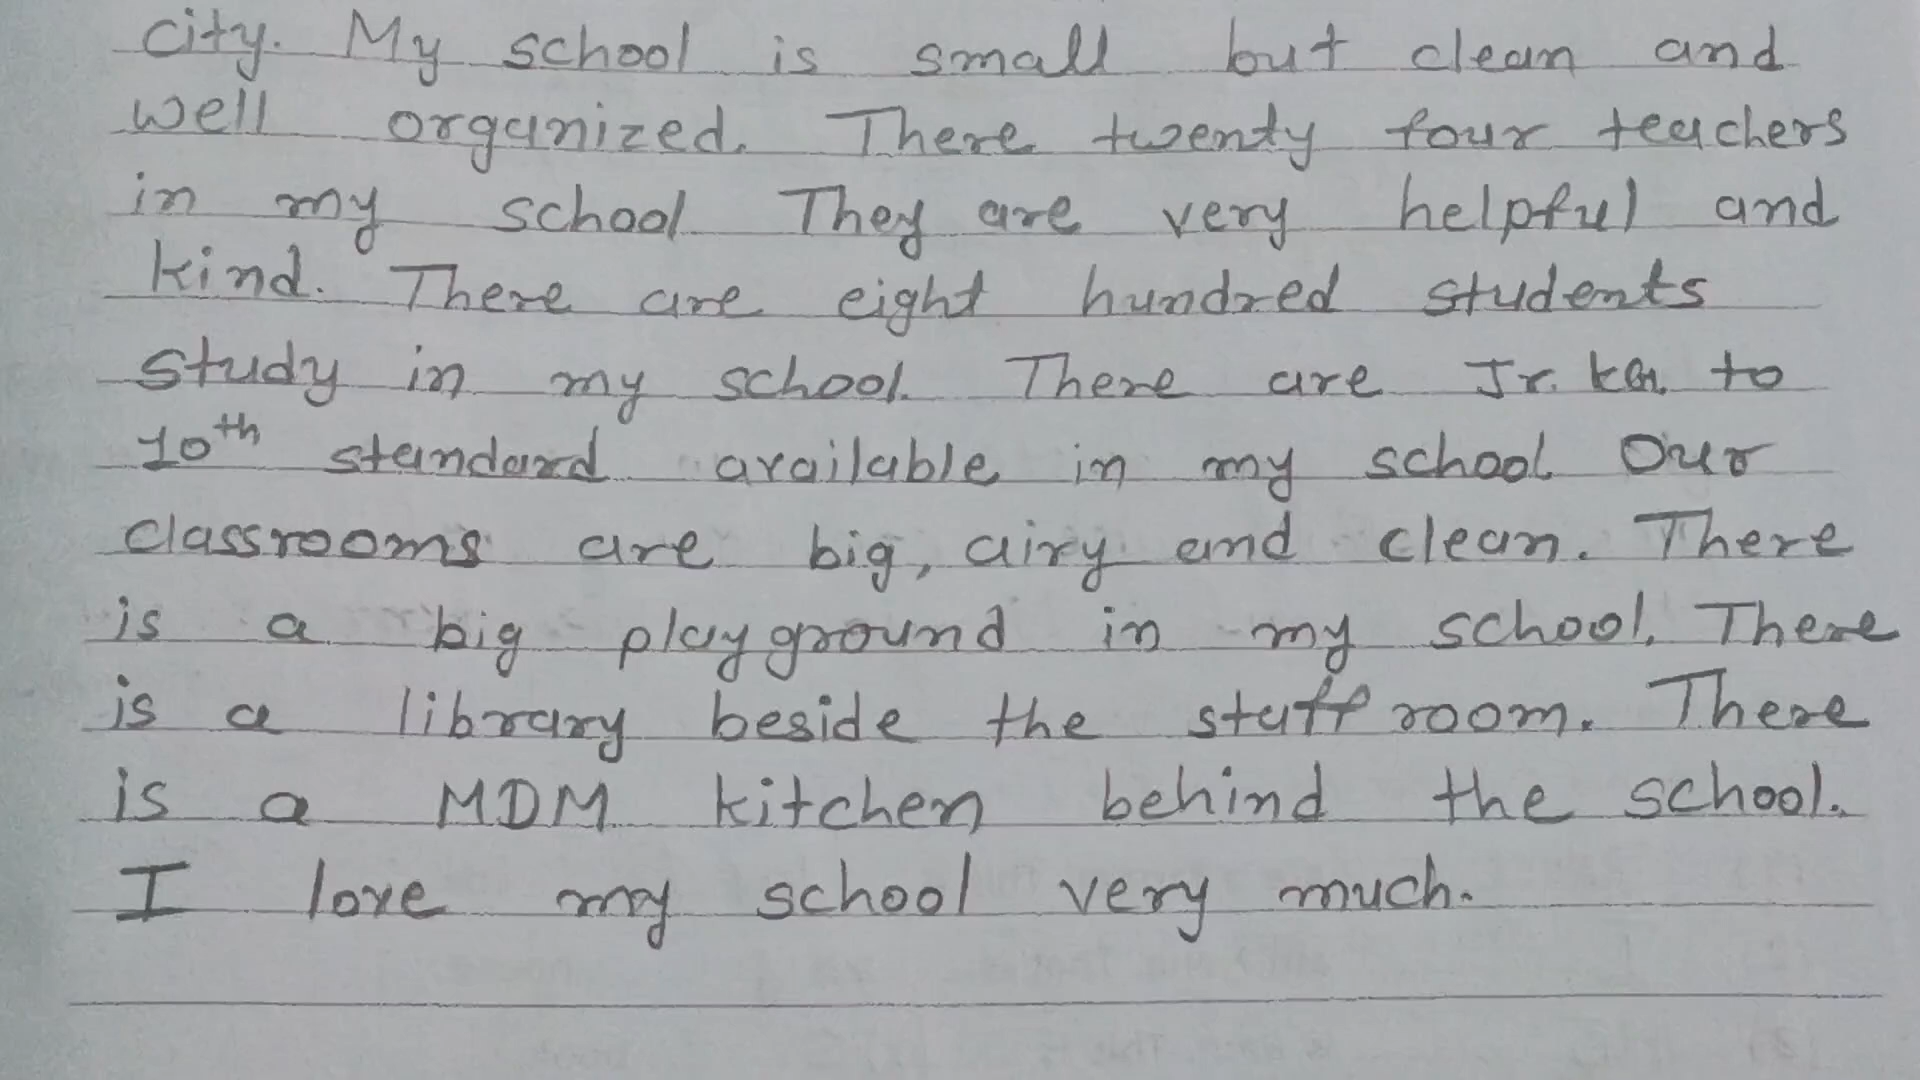 city. My school is small but clean and
well organized. There twenty four teachers
in my school They are very helpful and
kind. There are eight hundred students
study in my school. There are Jr. kG. to
10th standard available in my school Our
classrooms are big, airy and clean. There
is a big playground in my school. There
is a library beside the staff room. There
is a MDM kitchen behind the school.
I love my school very much.